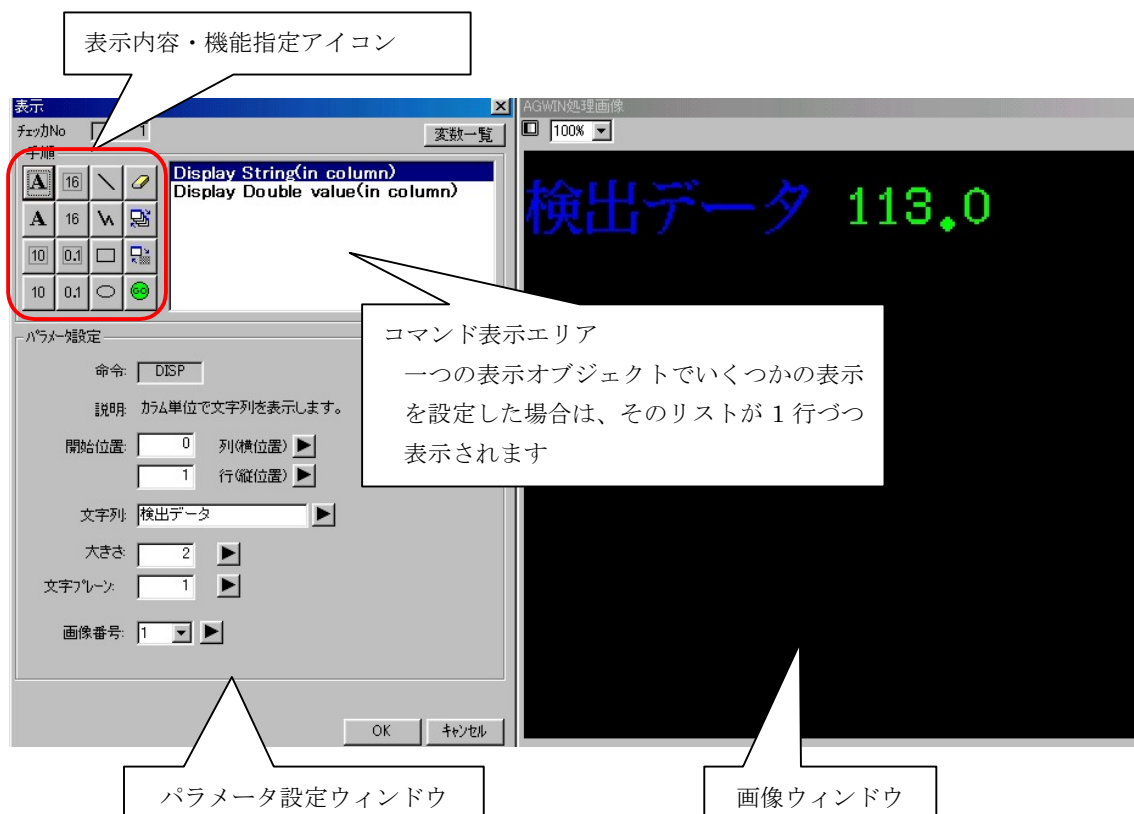 表示内容・機能指定アイコン
表示
AGWIN処理画像
ﾁｪｯｶNo 1
変数一覧
100%
手順
A 16
Display String(in column)
Display Double value(in column)
A 16
10 0.1
10 0.1 GO
検出データ 113.0
コマンド表示エリア
一つの表示オブジェクトでいくつかの表示
を設定した場合は、そのリストが 1 行づつ
表示されます
ﾊﾟﾗﾒｰﾀ設定
命令: DISP
説明: ｶﾗﾑ単位で文字列を表示します。
開始位置: 0 列(横位置)
1 行(縦位置)
文字列: 検出データ
大きさ: 2
文字ﾌﾟﾚｰﾝ: 1
画像番号: 1
OK ｷｬﾝｾﾙ
パラメータ設定ウィンドウ
画像ウィンドウ